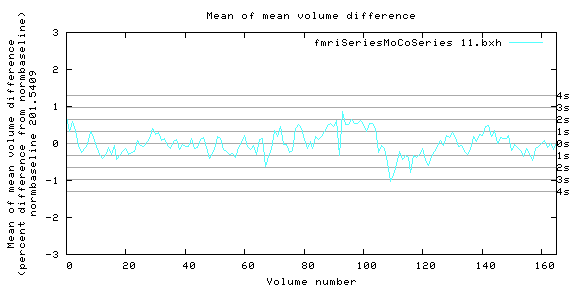 Mean of mean volume difference
Mean of mean volume difference
(percent difference from normbaseline)
normbaseline 201.5409
fmriSeriesMoCoSeries 11.bxh
3
2
1
0
-1
-2
-3
4s
3s
2s
1s
0s
1s
2s
3s
4s
0 20 40 60 80 100 120 140 160
Volume number